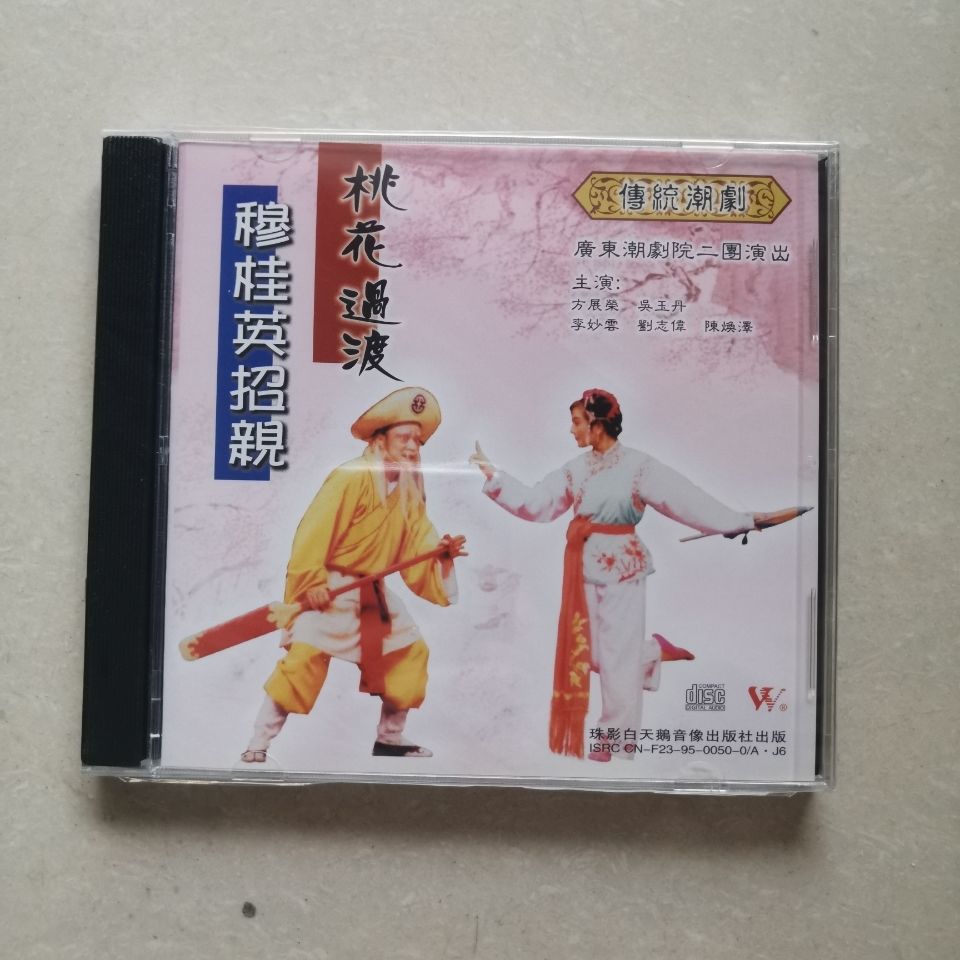 傳統潮劇
桃花過渡
穆桂英招親
廣東潮劇院二團演出
主演:
方展榮 吳玉丹
李妙雲 劉志偉 陳煥澤
COMPACT
disc
DIGITAL AUDIO
W®
珠影白天鵝音像出版社出版
ISRC CN-F23-95-0050-0/A·J6